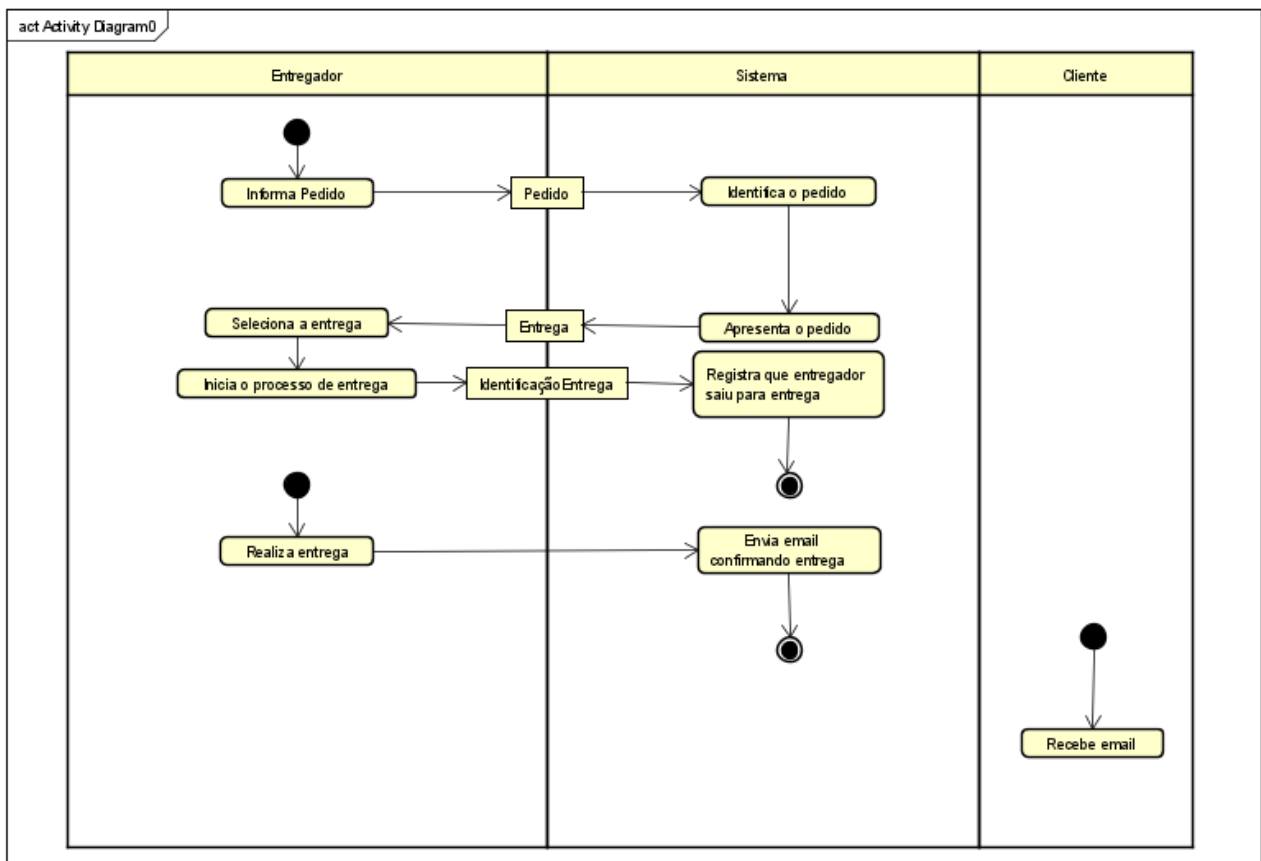 act Activity Diagram0
Entregador
Sistema
Cliente
Informa Pedido
Pedido
Identifica o pedido
Seleciona a entrega
Entrega
Apresenta o pedido
Inicia o processo de entrega
IdentificaçãoEntrega
Registra que entregador
saiu para entrega
Realiza entrega
Envia email
confirmando entrega
Recebe email